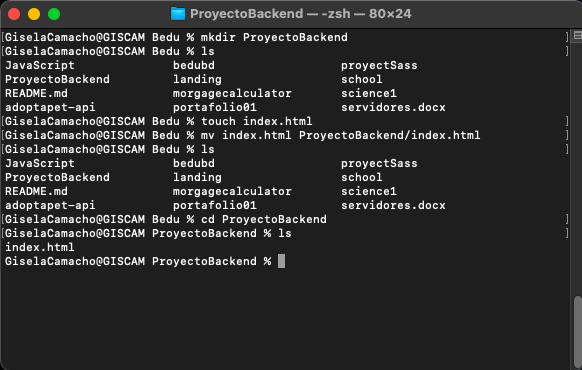 ProyectoBackend — -zsh — 80×24
[GiselaCamacho@GISCAM Bedu % mkdir ProyectoBackend ]
[GiselaCamacho@GISCAM Bedu % ls ]
JavaScript bedubd proyectSass
ProyectoBackend landing school
README.md morgagecalculator science1
adoptapet-api portafolio01 servidores.docx
[GiselaCamacho@GISCAM Bedu % touch index.html ]
[GiselaCamacho@GISCAM Bedu % mv index.html ProyectoBackend/index.html ]
[GiselaCamacho@GISCAM Bedu % ls ]
JavaScript bedubd proyectSass
ProyectoBackend landing school
README.md morgagecalculator science1
adoptapet-api portafolio01 servidores.docx
[GiselaCamacho@GISCAM Bedu % cd ProyectoBackend ]
[GiselaCamacho@GISCAM ProyectoBackend % ls ]
index.html
GiselaCamacho@GISCAM ProyectoBackend %